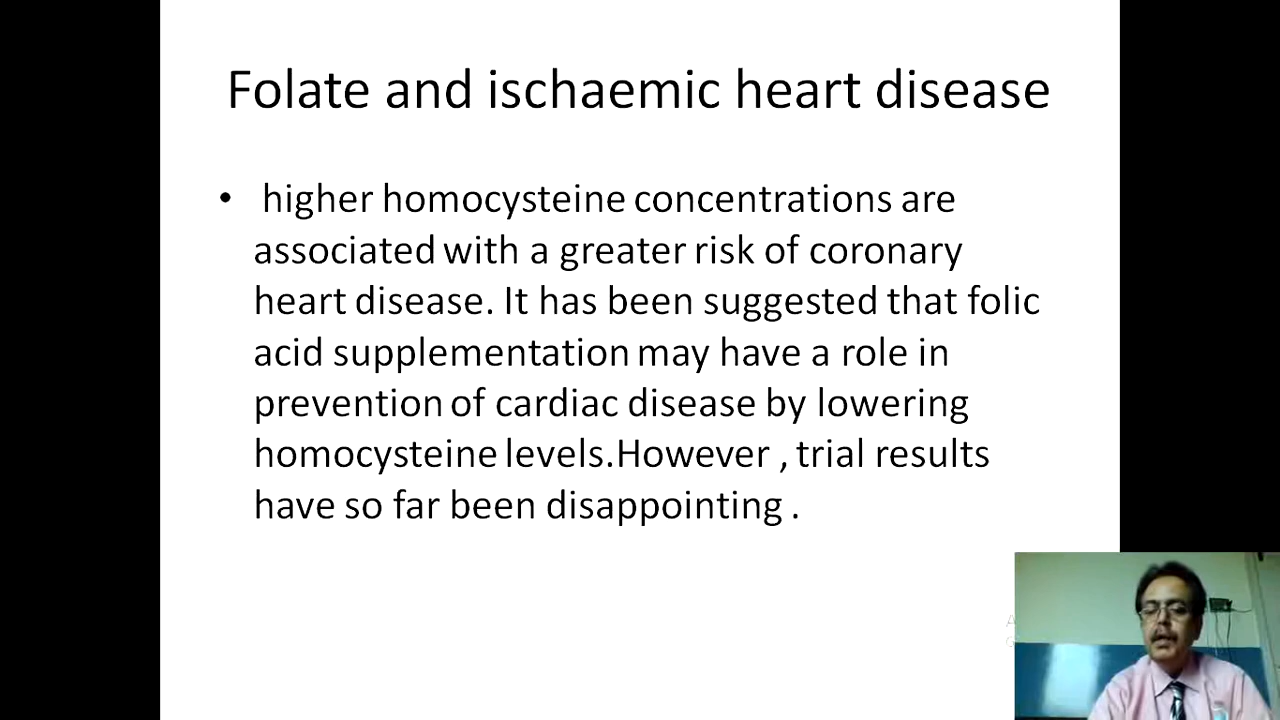 Folate and ischaemic heart disease
• higher homocysteine concentrations are
associated with a greater risk of coronary
heart disease. It has been suggested that folic
acid supplementation may have a role in
prevention of cardiac disease by lowering
homocysteine levels.However , trial results
have so far been disappointing .